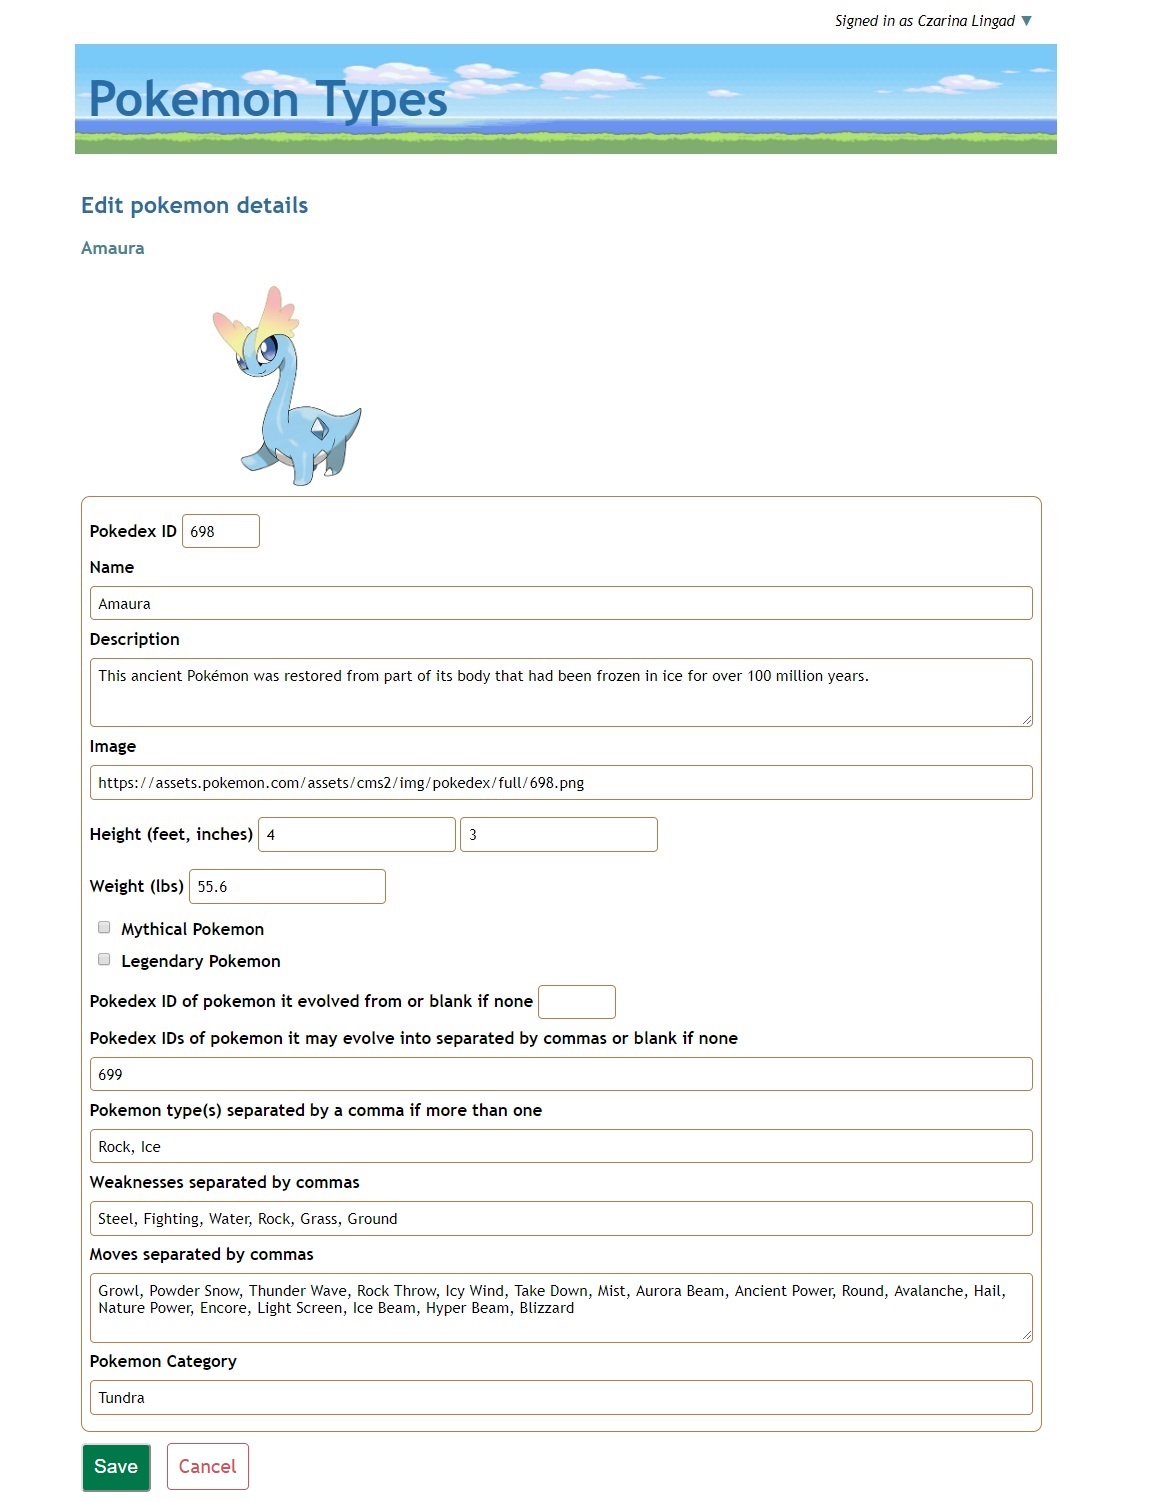 Signed in as Czarina Lingad ▼
Pokemon Types
Edit pokemon details
Amaura
Pokedex ID 698
Name
Amaura
Description
This ancient Pokémon was restored from part of its body that had been frozen in ice for over 100 million years.
Image
https://assets.pokemon.com/assets/cms2/img/pokedex/full/698.png
Height (feet, inches) 4 3
Weight (lbs) 55.6
Mythical Pokemon
Legendary Pokemon
Pokedex ID of pokemon it evolved from or blank if none
Pokedex IDs of pokemon it may evolve into separated by commas or blank if none
699
Pokemon type(s) separated by a comma if more than one
Rock, Ice
Weaknesses separated by commas
Steel, Fighting, Water, Rock, Grass, Ground
Moves separated by commas
Growl, Powder Snow, Thunder Wave, Rock Throw, Icy Wind, Take Down, Mist, Aurora Beam, Ancient Power, Round, Avalanche, Hail,
Nature Power, Encore, Light Screen, Ice Beam, Hyper Beam, Blizzard
Pokemon Category
Tundra
Save Cancel